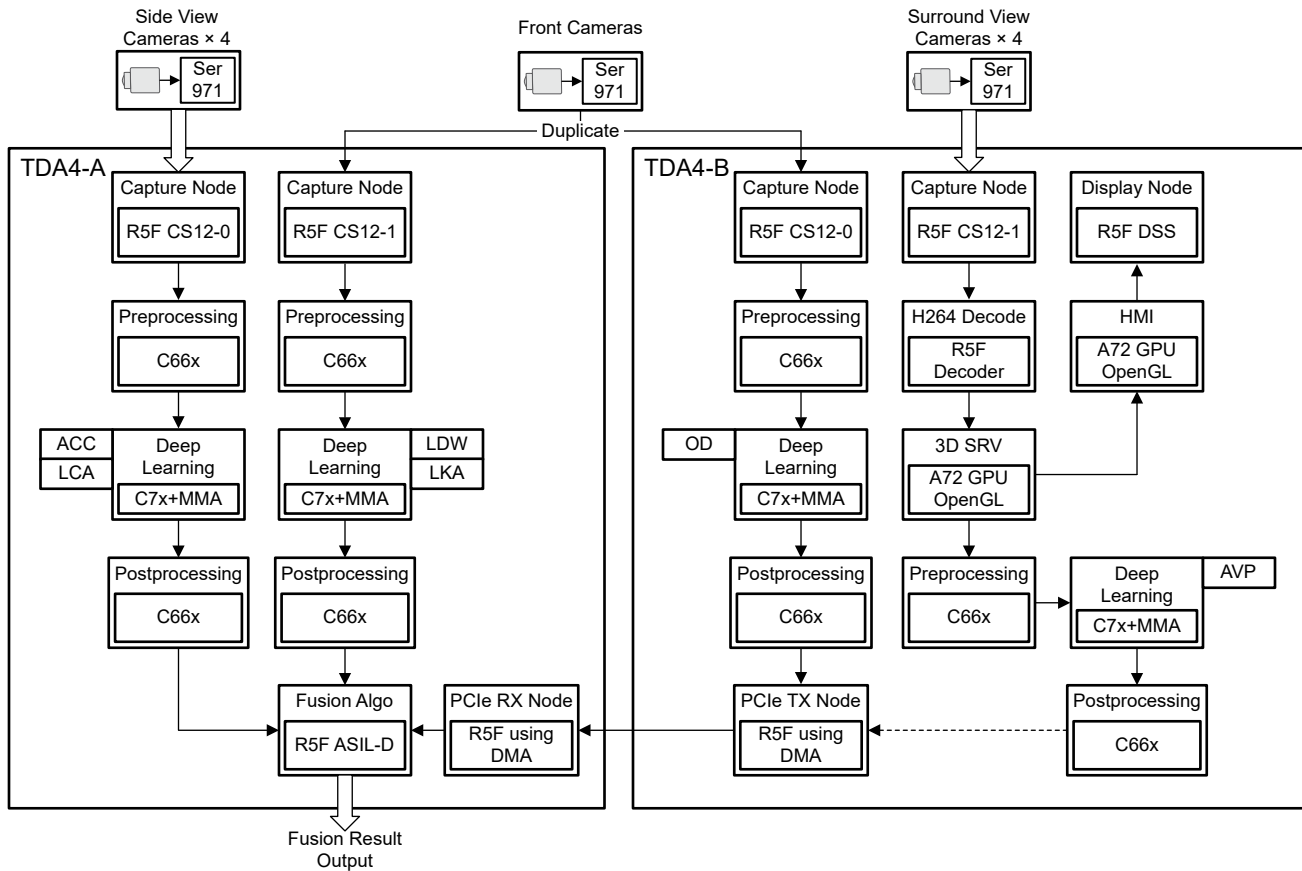 Side View
Cameras × 4
Ser
971
Front Cameras
Ser
971
Surround View
Cameras × 4
Ser
971
Duplicate
TDA4-A
Capture Node
R5F CS12-0
Capture Node
R5F CS12-1
Preprocessing
C66x
Preprocessing
C66x
ACC
LCA
Deep
Learning
C7x+MMA
Deep
Learning
C7x+MMA
LDW
LKA
Postprocessing
C66x
Postprocessing
C66x
Fusion Algo
R5F ASIL-D
PCIe RX Node
R5F using
DMA
Fusion Result
Output
TDA4-B
Capture Node
R5F CS12-0
Capture Node
R5F CS12-1
Display Node
R5F DSS
Preprocessing
C66x
H264 Decode
R5F
Decoder
HMI
A72 GPU
OpenGL
OD
Deep
Learning
C7x+MMA
3D SRV
A72 GPU
OpenGL
Postprocessing
C66x
Preprocessing
C66x
Deep
Learning
C7x+MMA
AVP
PCIe TX Node
R5F using
DMA
Postprocessing
C66x